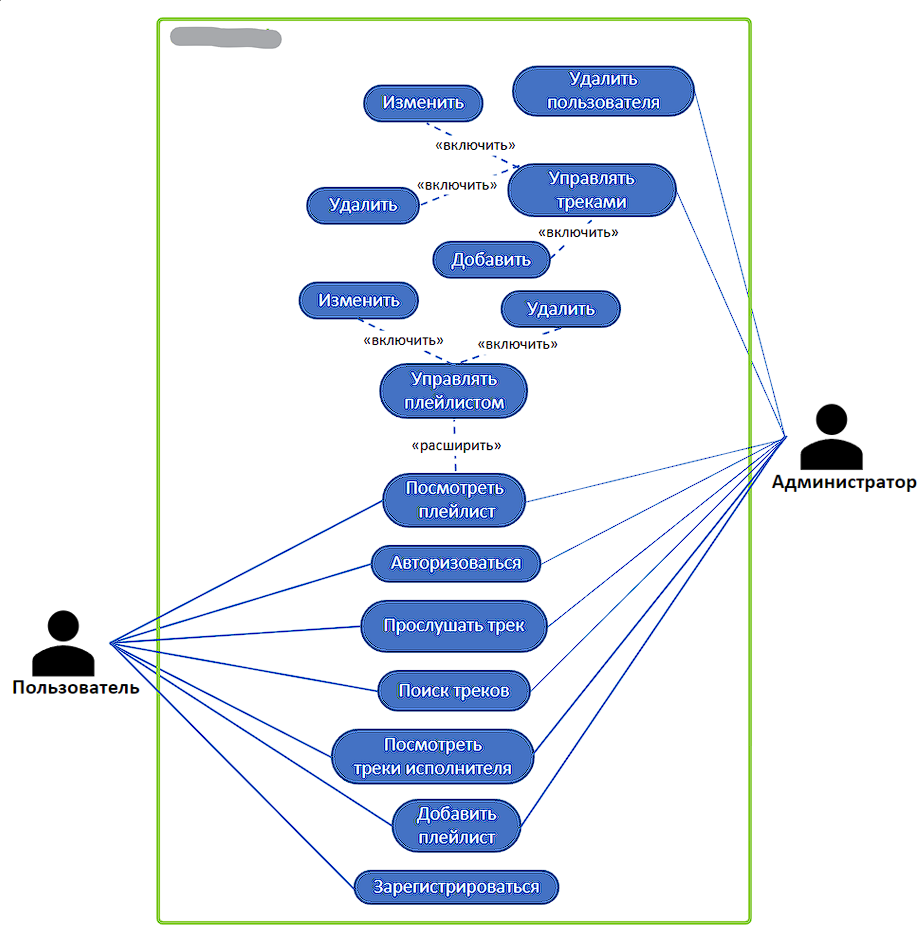 Удалить
пользователя
Изменить
«включить»
Управлять
треками
«включить»
Удалить
«включить»
Добавить
Изменить
Удалить
«включить»
«включить»
Управлять
плейлистом
«расширить»
Администратор
Посмотреть
плейлист
Авторизоваться
Прослушать трек
Пользователь
Поиск треков
Посмотреть
треки исполнителя
Добавить
плейлист
Зарегистрироваться